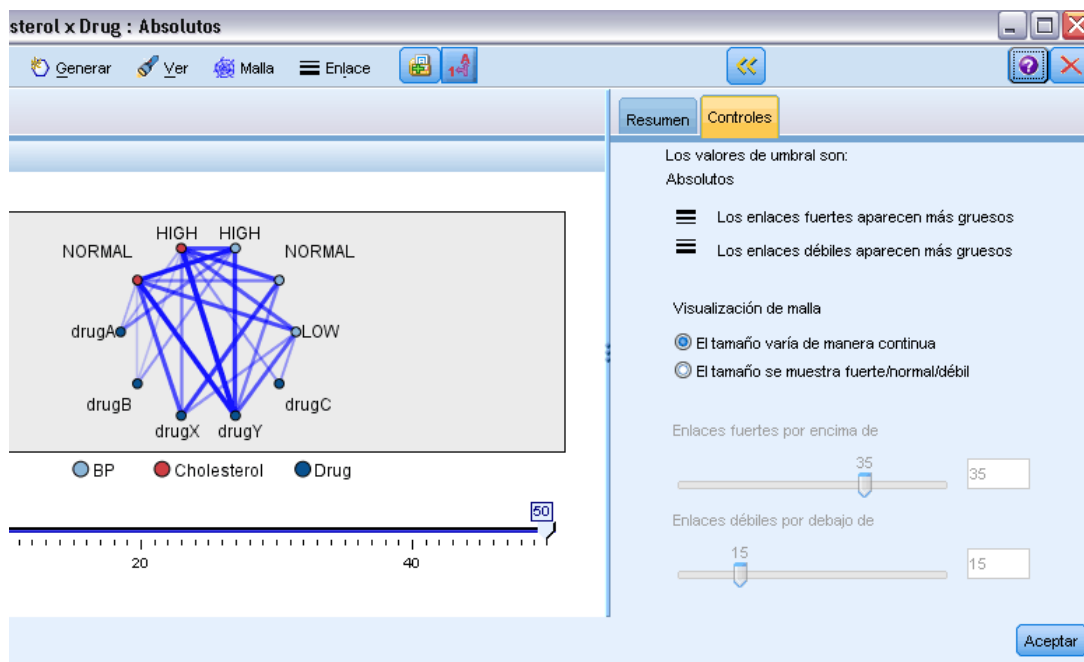 sterol x Drug : Absolutos
Generar Ver Malla Enlace
Resumen Controles
Los valores de umbral son:
Absolutos
Los enlaces fuertes aparecen más gruesos
Los enlaces débiles aparecen más gruesos
Visualización de malla
El tamaño varía de manera continua
El tamaño se muestra fuerte/normal/débil
Enlaces fuertes por encima de
35
35
Enlaces débiles por debajo de
15
15
Aceptar
HIGH HIGH
NORMAL NORMAL
drugA LOW
drugB drugC
drugX drugY
BP Cholesterol Drug
50
20 40